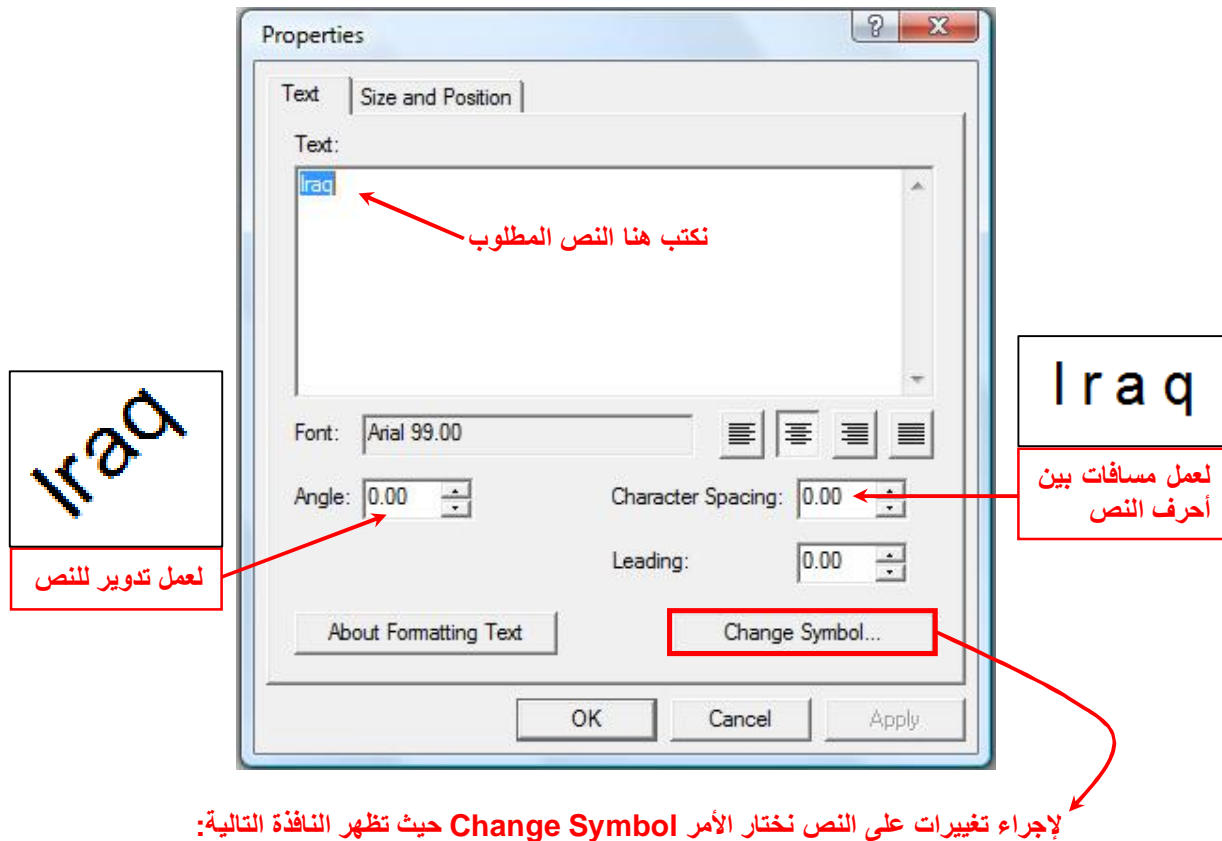 Properties
Text
Size and Position
Text:
Iraq
نكتب هنا النص المطلوب
Iraq
لعمل تدوير للنص
I r a q
لعمل مسافات بين
أحرف النص
Font:
Arial 99.00
Angle:
0.00
Character Spacing:
0.00
Leading:
0.00
About Formatting Text
Change Symbol...
OK
Cancel
Apply
لإجراء تغييرات على النص نختار الأمر Change Symbol حيث تظهر النافذة التالية: